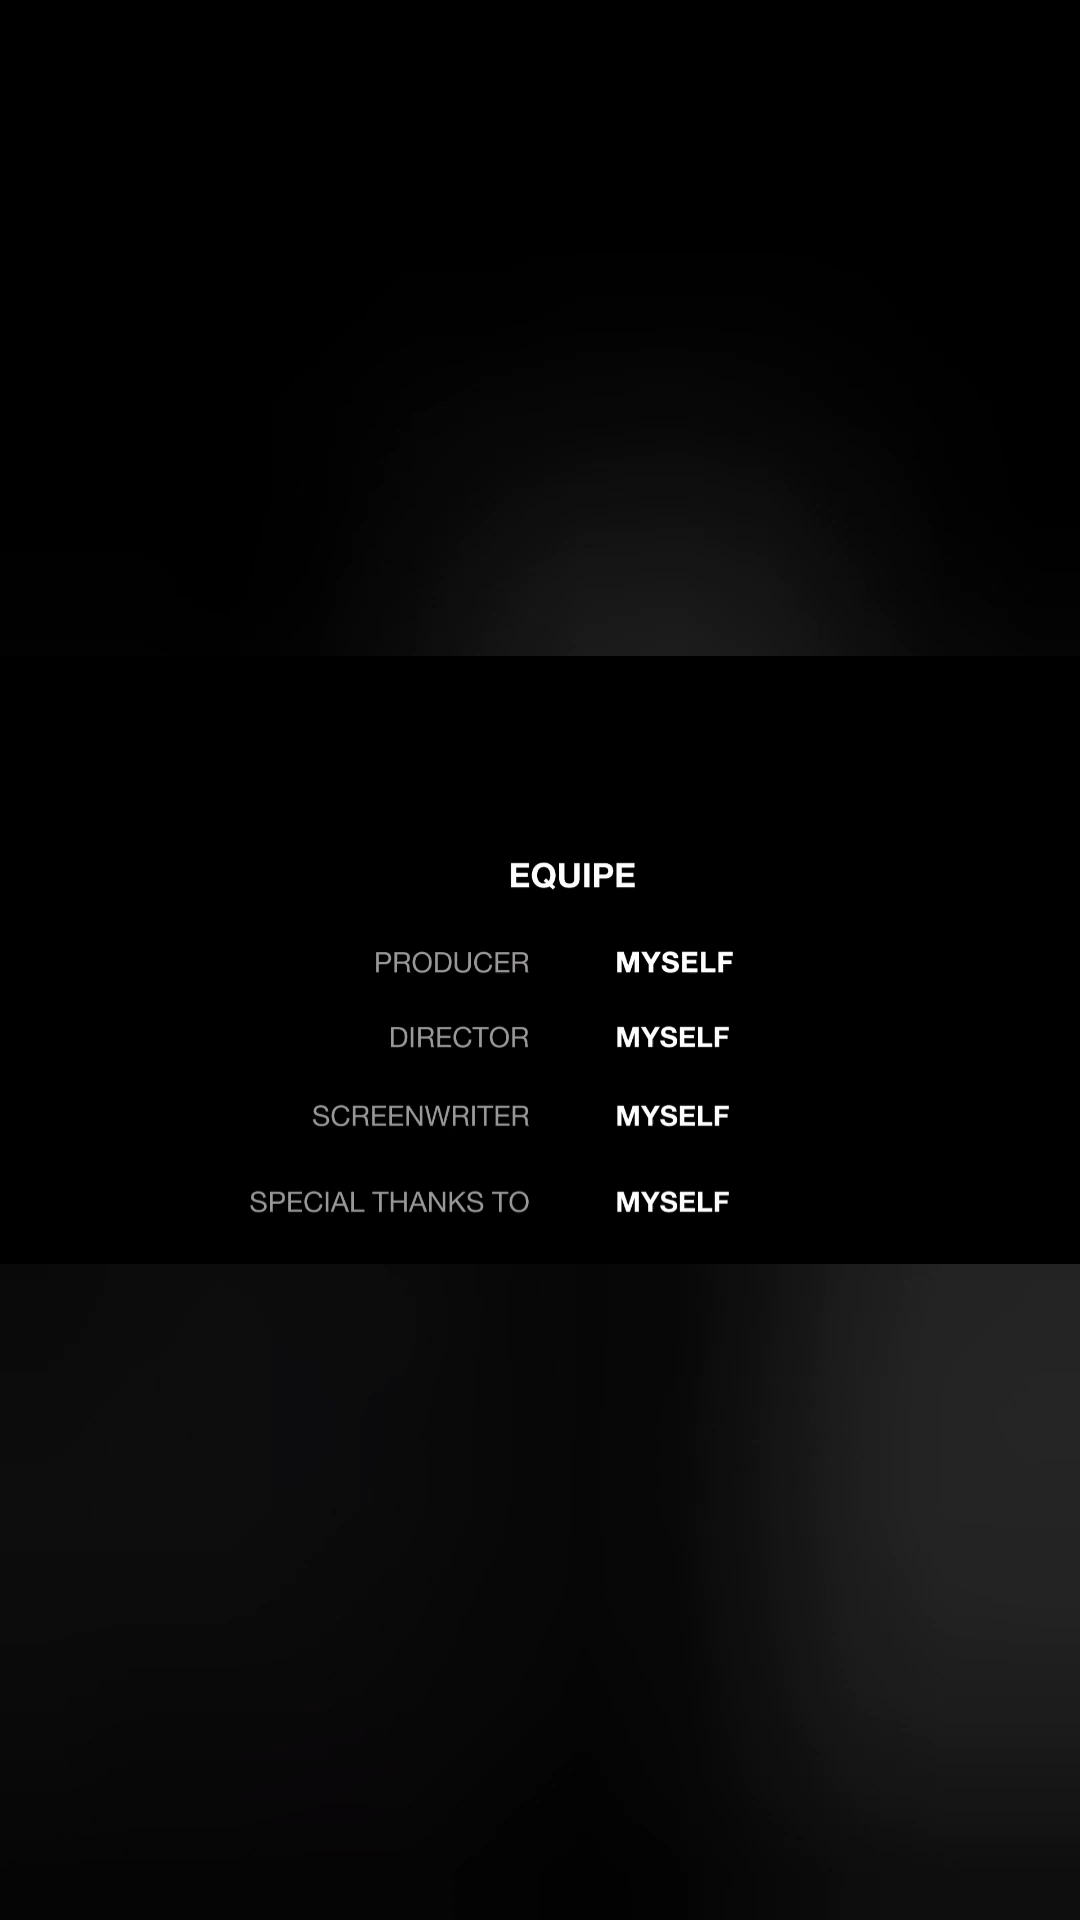 EQUIPE
PRODUCER MYSELF
DIRECTOR MYSELF
SCREENWRITER MYSELF
SPECIAL THANKS TO MYSELF